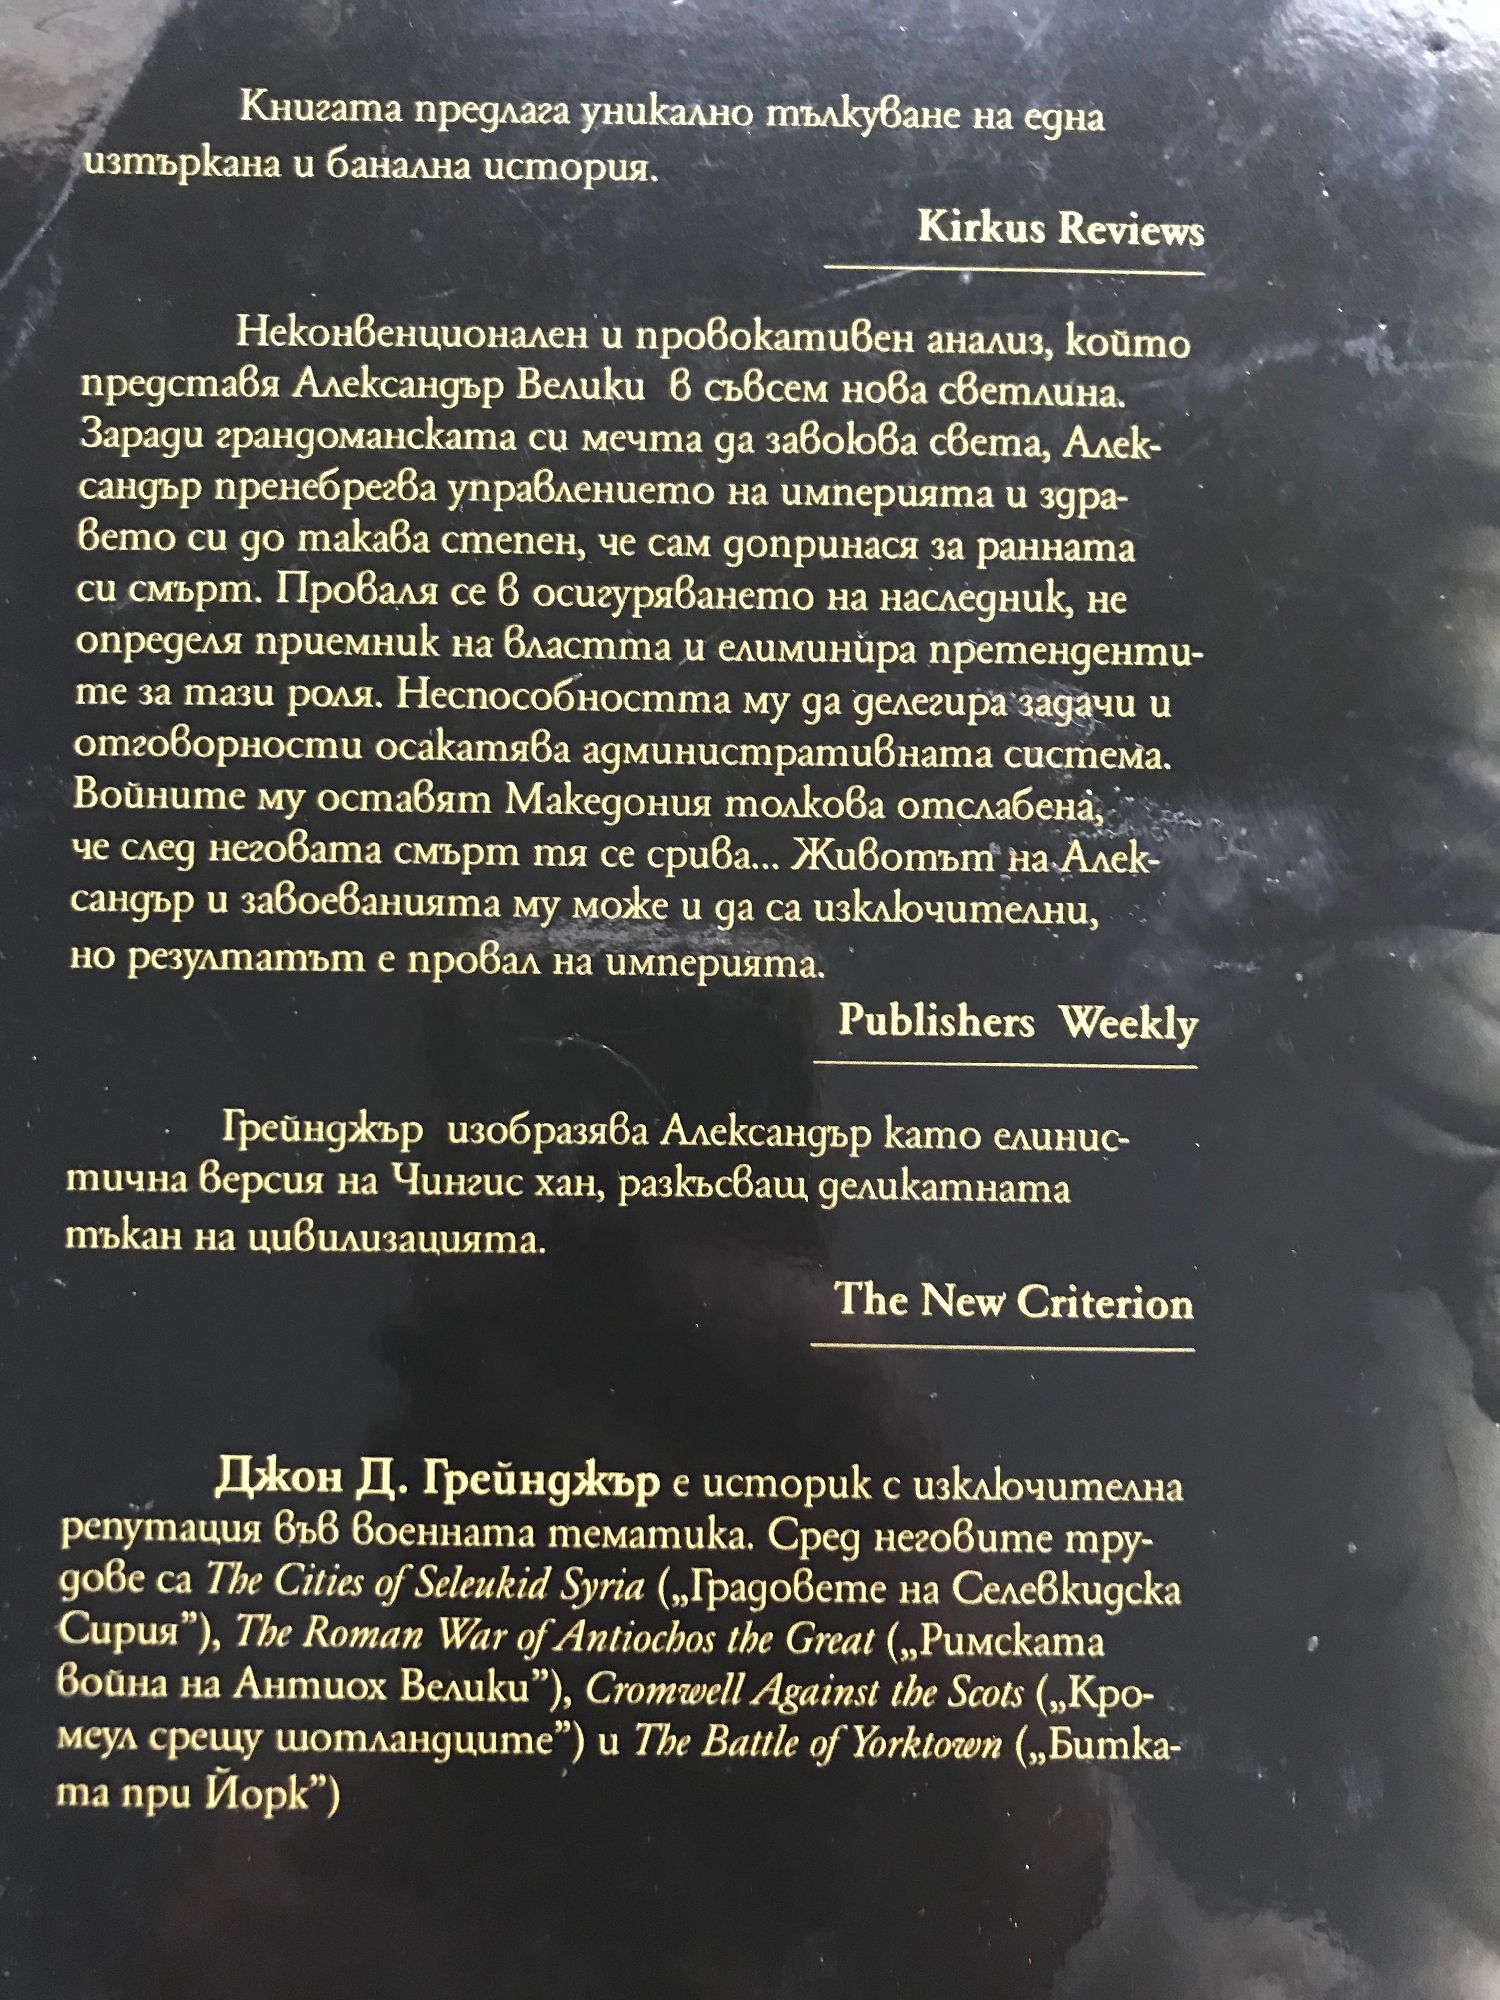 Книгата предлага уникално тълкуване на една
изтъркана и банална история.
Kirkus Reviews
Неконвенционален и провокативен анализ, който
представя Александър Велики в съвсем нова светлина.
Заради грандоманската си мечта да завоюва света, Алек-
сандър пренебрегва управлението на империята и здра-
вето си до такава степен, че сам допринася за ранната
си смърт. Проваля се в осигуряването на наследник, не
определя приемник на властта и елиминира претенденти-
те за тази роля. Неспособността му да делегира задачи и
отговорности осакатява административната система.
Войните му оставят Македония толкова отслабена,
че след неговата смърт тя се срива... Животът на Алек-
сандър и завоеванията му може и да са изключителни,
но резултатът е провал на империята.
Publishers Weekly
Грейнджър изобразява Александър като елинис-
тична версия на Чингис хан, разкъсващ деликатната
тъкан на цивилизацията.
The New Criterion
Джон Д. Грейнджър е историк с изключителна
репутация във военната тематика. Сред неговите тру-
дове са The Cities of Seleukid Syria („Градовете на Селевкидска
Сирия”), The Roman War of Antiochos the Great („Римската
война на Антиох Велики”), Cromwell Against the Scots („Кро-
меул срещу шотландците”) и The Battle of Yorktown („Битка-
та при Йорк”)